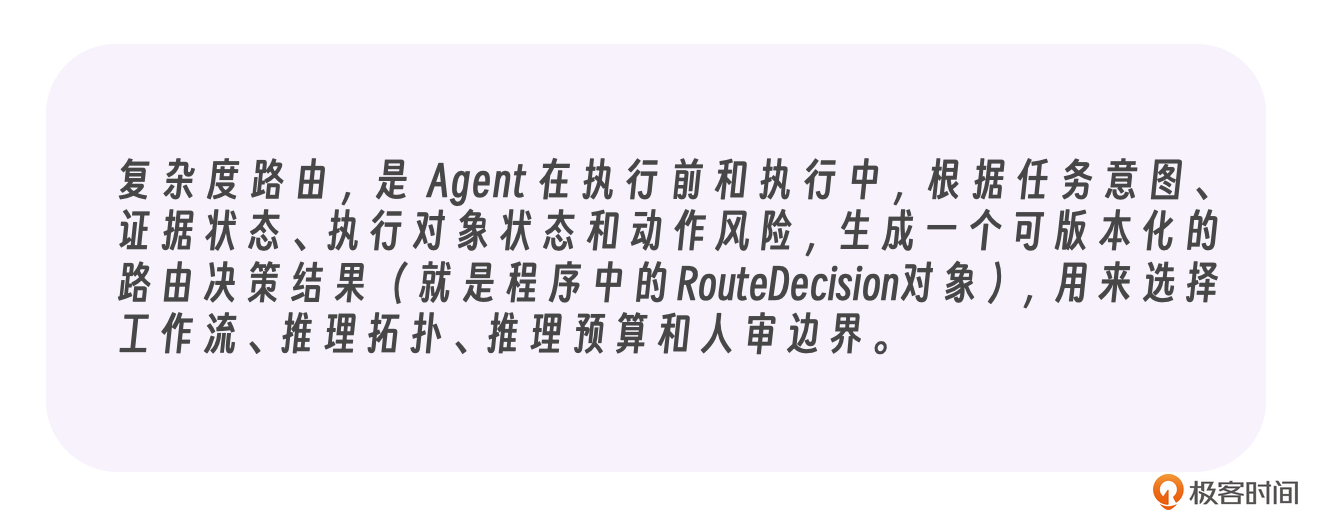 复杂度路由，是 Agent 在执行前和执行中，根据任务意图、
证据状态、执行对象状态和动作风险，生成一个可版本化的
路由决策结果（就是程序中的RouteDecision对象），用来选择
工作流、推理拓扑、推理预算和人审边界。
极客时间